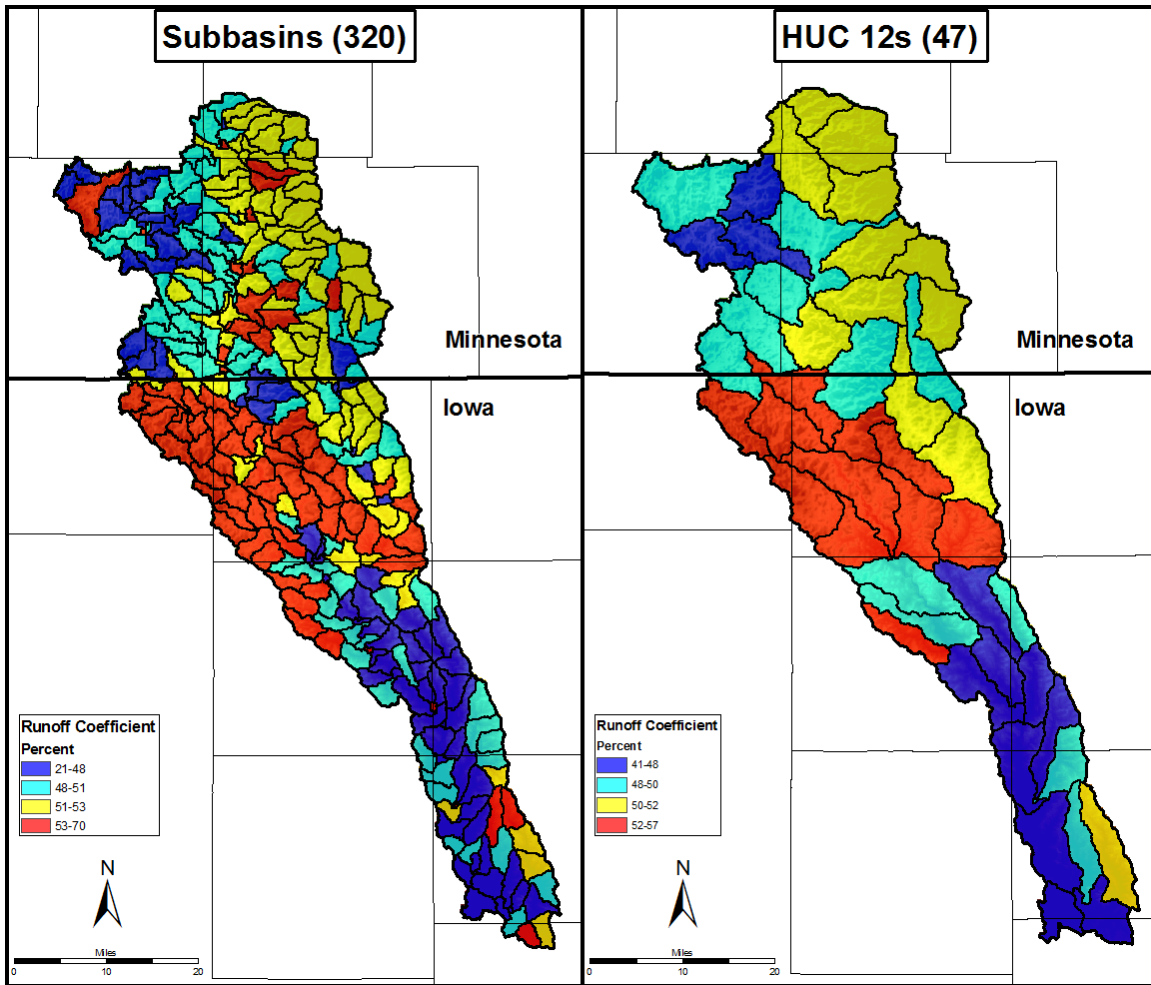 Subbasins (320)
Minnesota
Iowa
Runoff Coefficient
Percent
21-48
48-51
51-53
53-70
N
Miles
0 10 20
HUC 12s (47)
Minnesota
Iowa
Runoff Coefficient
Percent
41-48
48-50
50-52
52-57
N
Miles
0 10 20